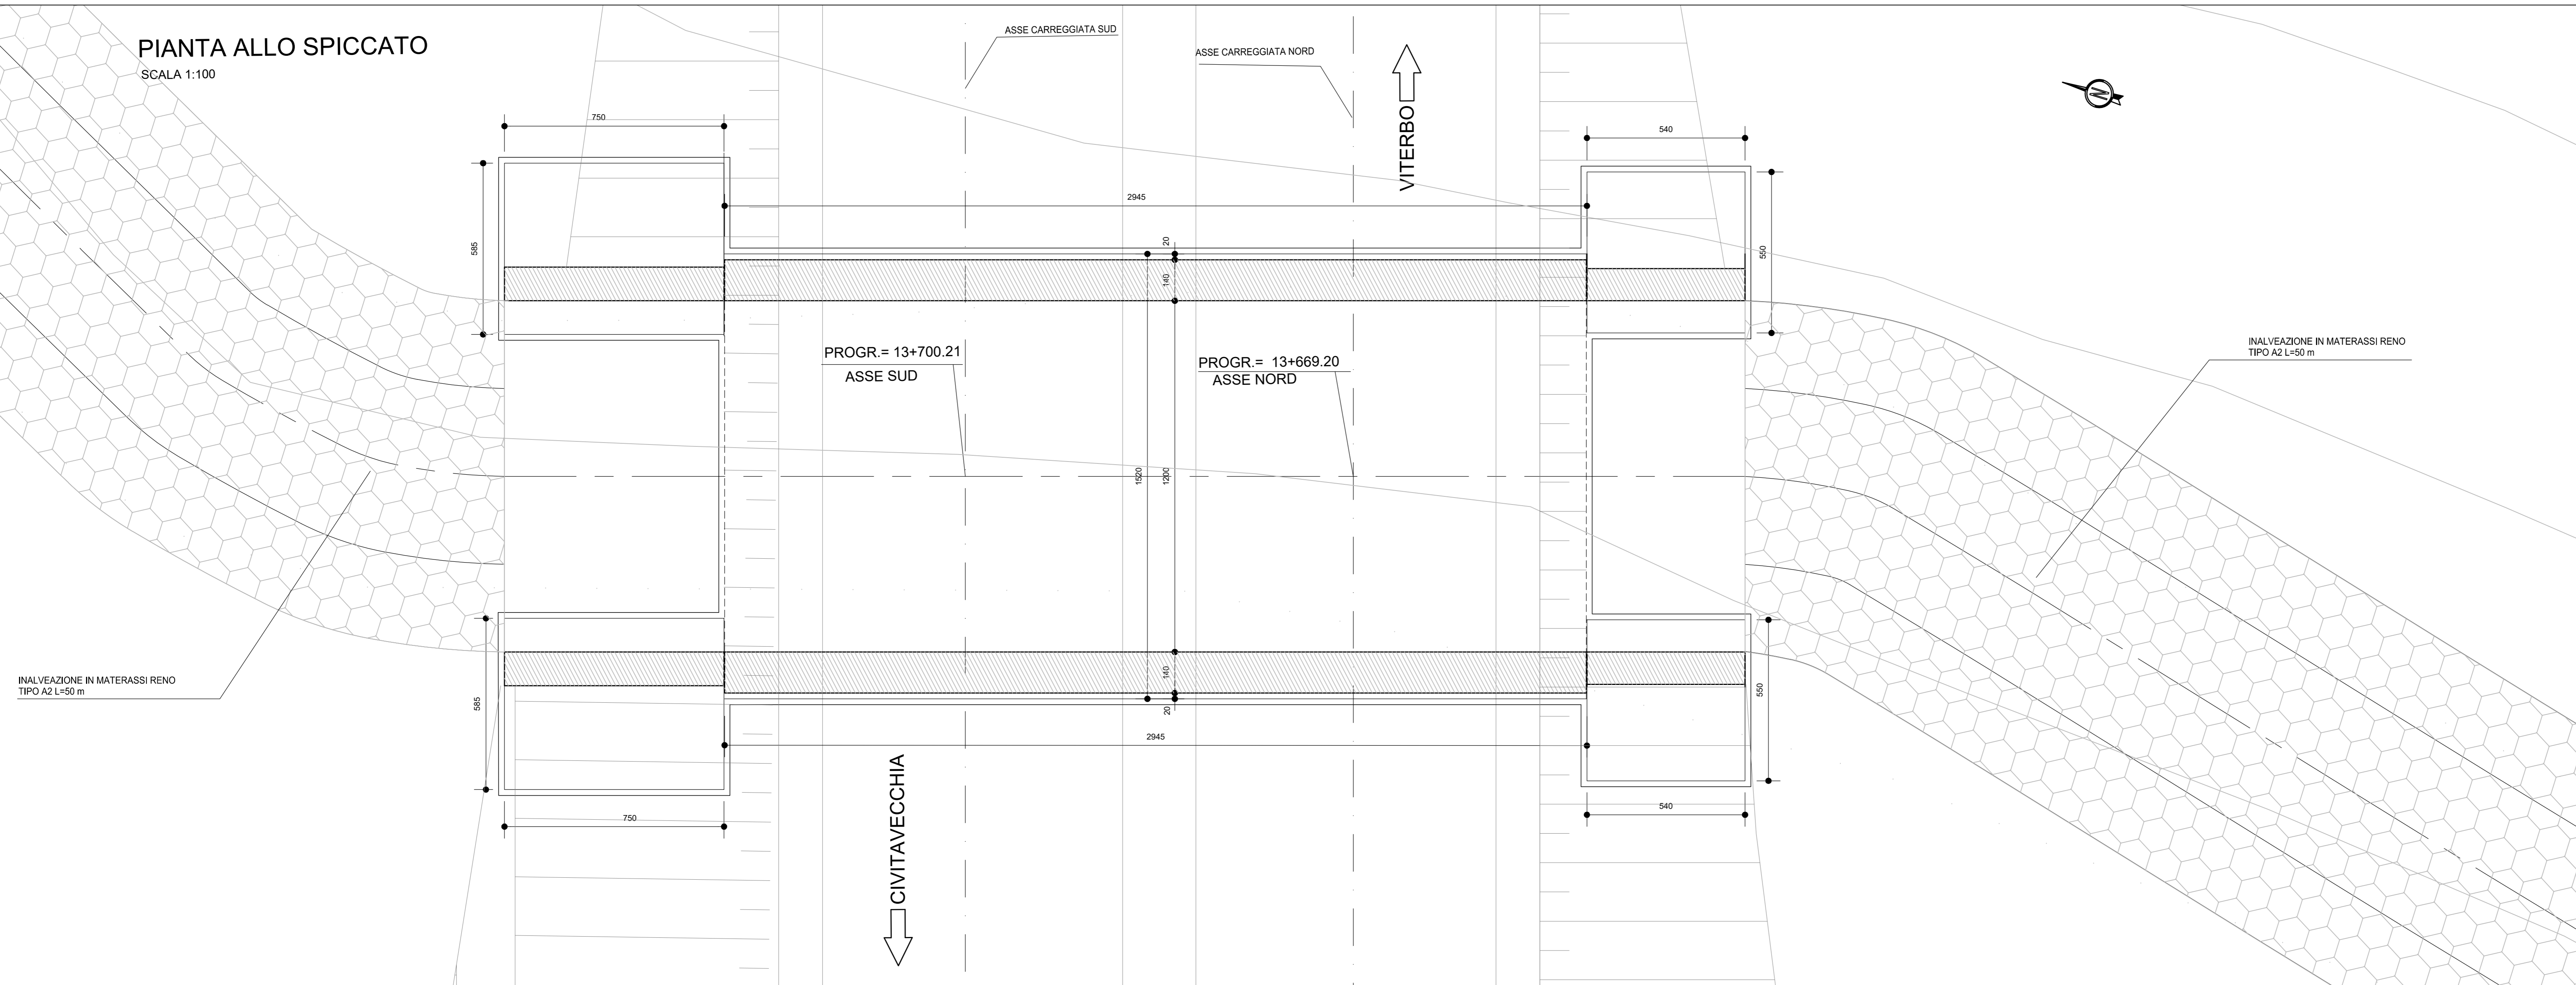 PIANTA ALLO SPICCATO
SCALA 1:100
ASSE CARREGGIATA SUD
ASSE CARREGGIATA NORD
VITERBO
N
750
540
2945
585
550
20
140
PROGR.= 13+700.21
ASSE SUD
PROGR.= 13+669.20
ASSE NORD
INALVEAZIONE IN MATERASSI RENO
TIPO A2 L=50 m
1520
1200
INALVEAZIONE IN MATERASSI RENO
TIPO A2 L=50 m
140
20
585
550
2945
CIVITAVECCHIA
750
540